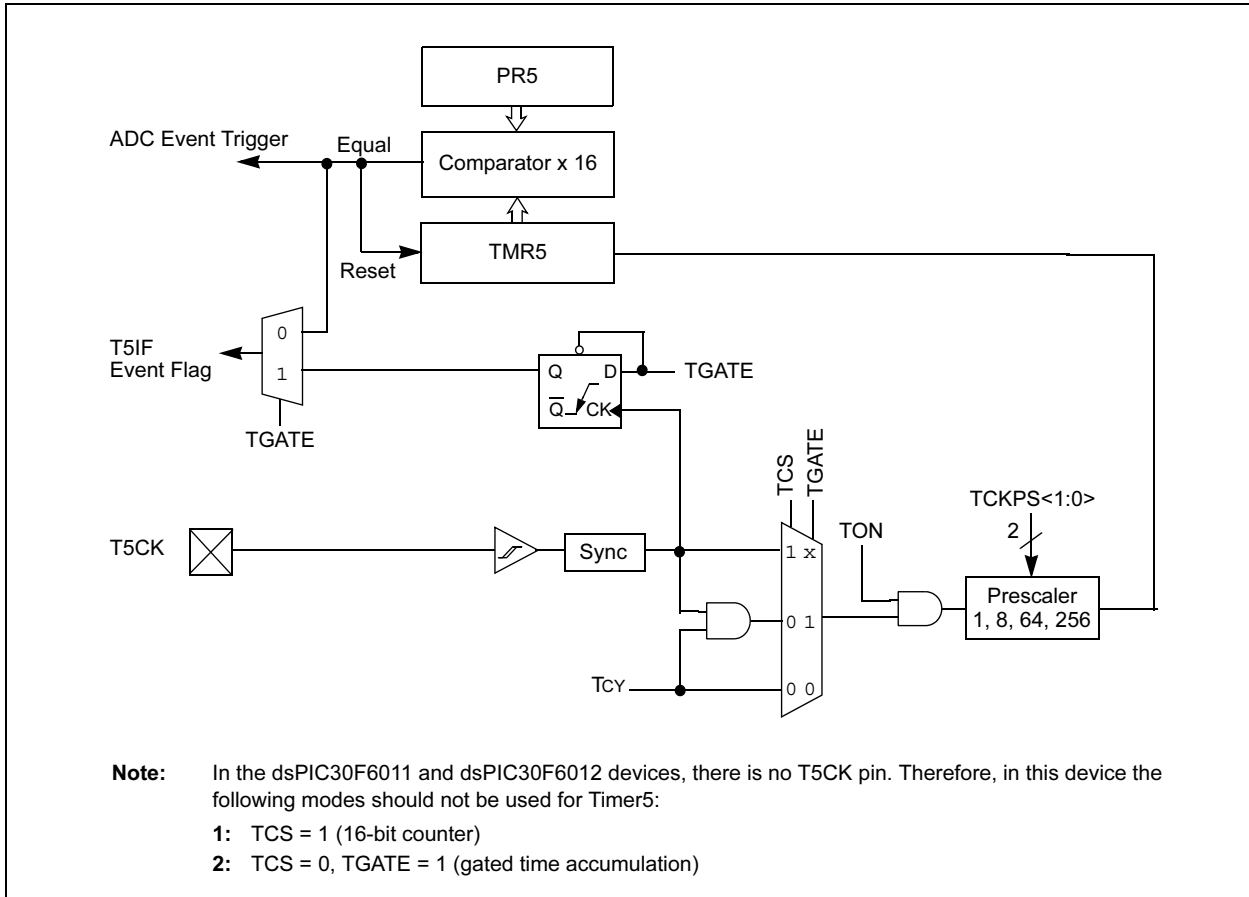 PR5
ADC Event Trigger
Equal
Comparator x 16
TMR5
Reset
0
T5IF
Event Flag
1
TGATE
Q
D
TGATE
Q
CK
TCS
TGATE
TCKPS<1:0>
2
TON
T5CK
Sync
1 x
Prescaler
1, 8, 64, 256
0 1
TCY
0 0
Note: In the dsPIC30F6011 and dsPIC30F6012 devices, there is no T5CK pin. Therefore, in this device the
following modes should not be used for Timer5:
1: TCS = 1 (16-bit counter)
2: TCS = 0, TGATE = 1 (gated time accumulation)